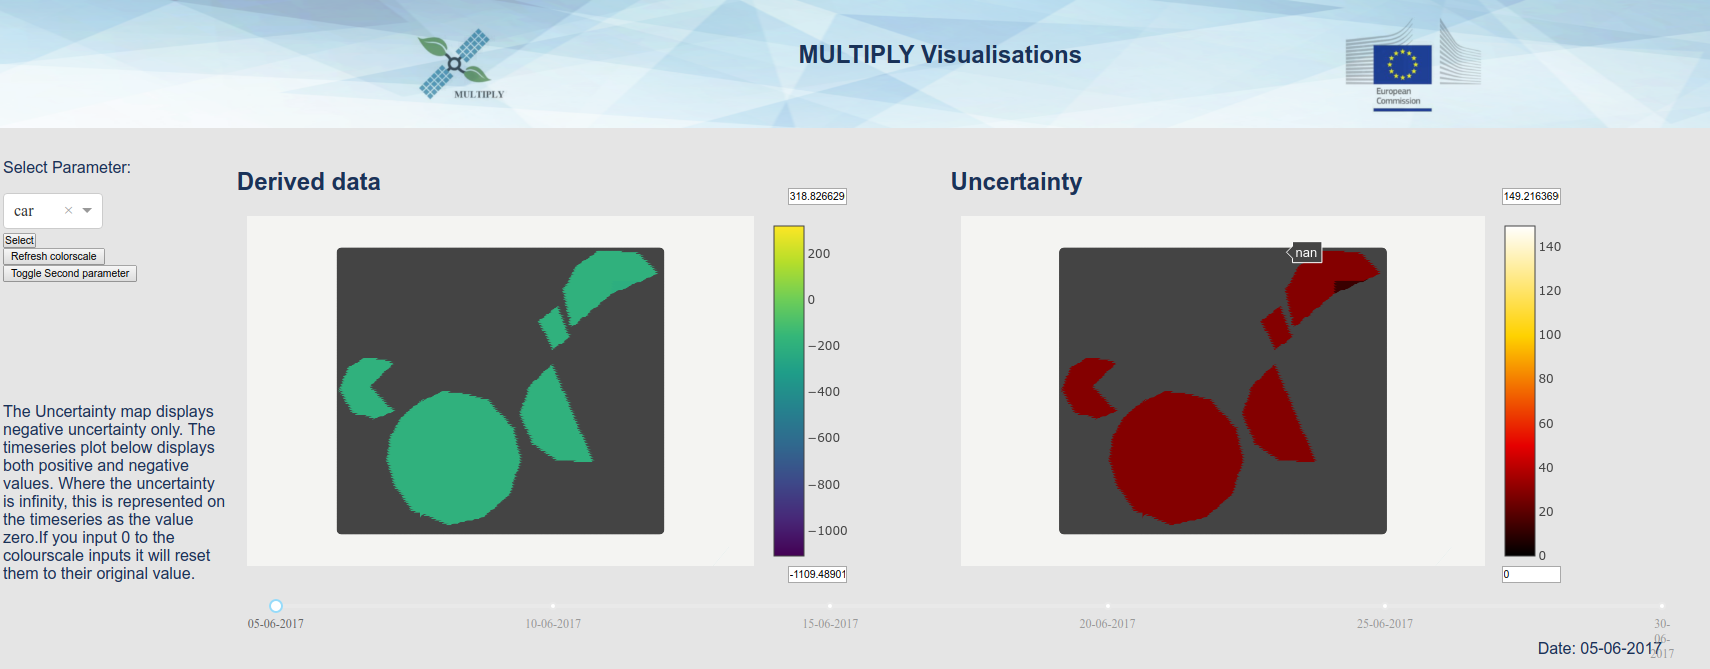 MULTIPLY
MULTIPLY Visualisations
European
Commission
Select Parameter:
car
Select
Refresh colorscale
Toggle Second parameter
The Uncertainty map displays
negative uncertainty only. The
timeseries plot below displays
both positive and negative
values. Where the uncertainty
is infinity, this is represented on
the timeseries as the value
zero.If you input 0 to the
colourscale inputs it will reset
them to their original value.
Derived data
318.826629
200
0
−200
−400
−600
−800
−1000
-1109.48901
Uncertainty
149.216369
nan
140
120
100
80
60
40
20
0
0
05-06-2017
10-06-2017
15-06-2017
20-06-2017
25-06-2017
30-
06-
2017
Date: 05-06-2017